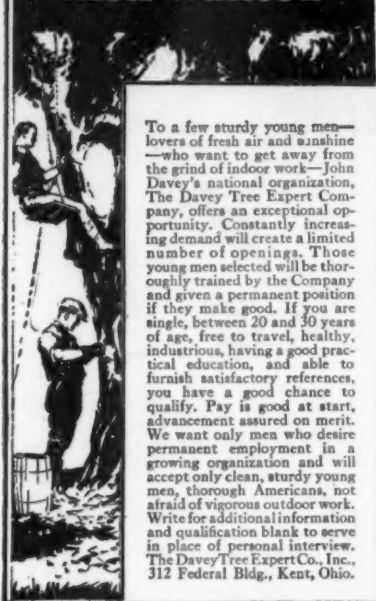 To a few sturdy young men—
lovers of fresh air and sunshine
—who want to get away from
the grind of indoor work—John
Davey's national organization,
The Davey Tree Expert Com-
pany, offers an exceptional op-
portunity. Constantly increas-
ing demand will create a limited
number of openings. Those
young men selected will be thor-
oughly trained by the Company
and given a permanent position
if they make good. If you are
single, between 20 and 30 years
of age, free to travel, healthy,
industrious, having a good prac-
tical education, and able to
furnish satisfactory references,
you have a good chance to
qualify. Pay is good at start,
advancement assured on merit.
We want only men who desire
permanent employment in a
growing organization and will
accept only clean, sturdy young
men, thorough Americans, not
afraid of vigorous outdoor work.
Write for additional information
and qualification blank to serve
in place of personal interview.
The Davey Tree Expert Co., Inc.,
312 Federal Bldg., Kent, Ohio.